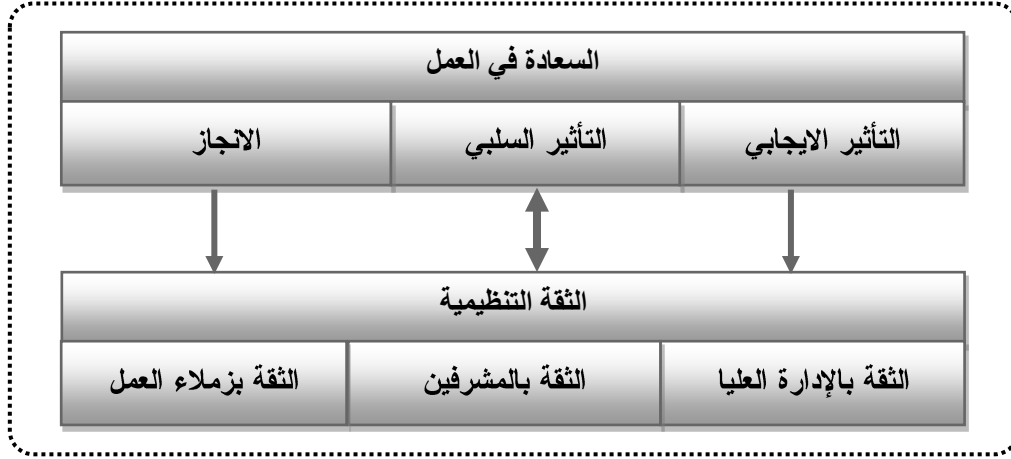 السعادة في العمل
التأثير الايجابي
التأثير السلبي
الانجاز
الثقة التنظيمية
الثقة بالإدارة العليا
الثقة بالمشرفين
الثقة بزملاء العمل